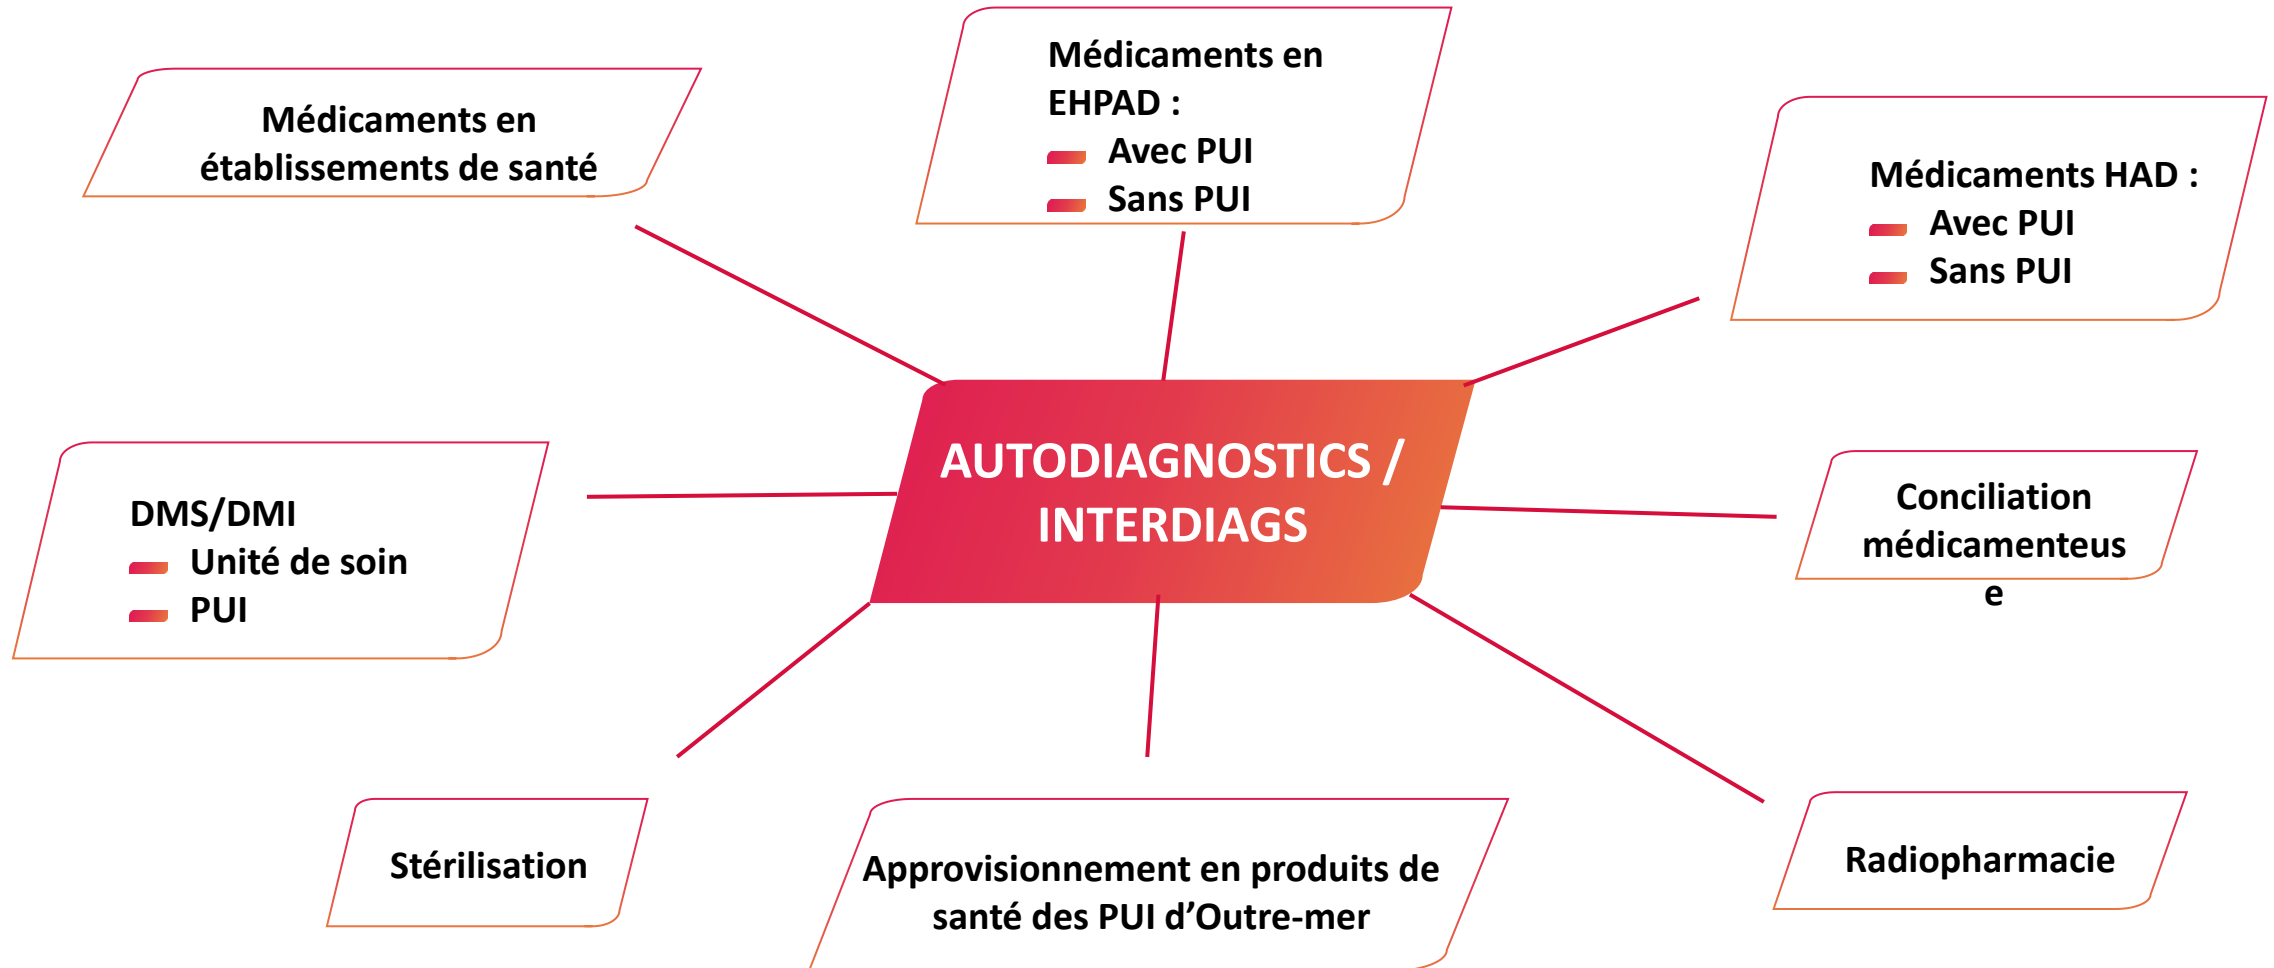 Médicaments en
établissements de santé
Médicaments en
EHPAD :
Avec PUI
Sans PUI
Médicaments HAD :
Avec PUI
Sans PUI
AUTODIAGNOSTICS /
INTERDIAGS
DMS/DMI
Unité de soin
PUI
Conciliation
médicamenteus
e
Stérilisation
Approvisionnement en produits de
santé des PUI d’Outre-mer
Radiopharmacie